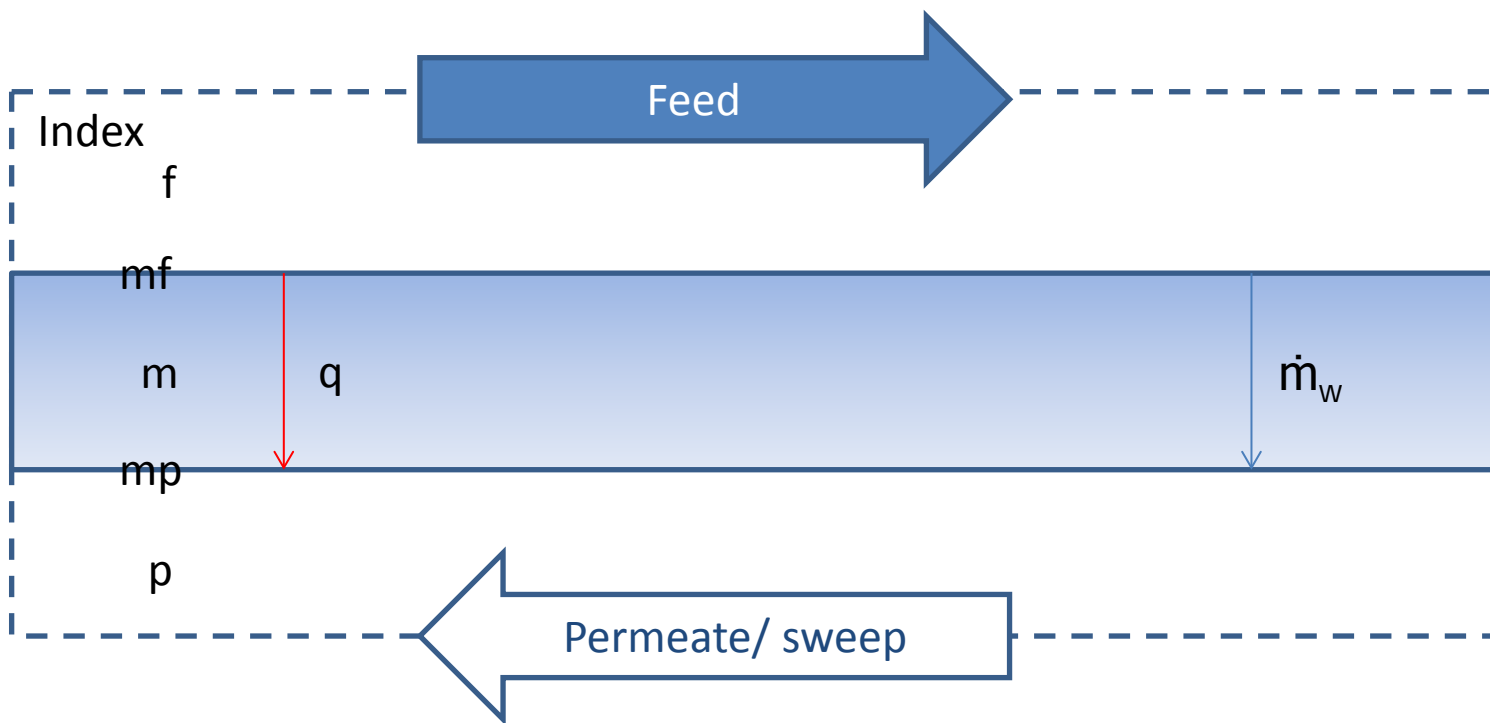 Feed
Index
f
mf
m
q
ṁw
mp
p
Permeate/ sweep